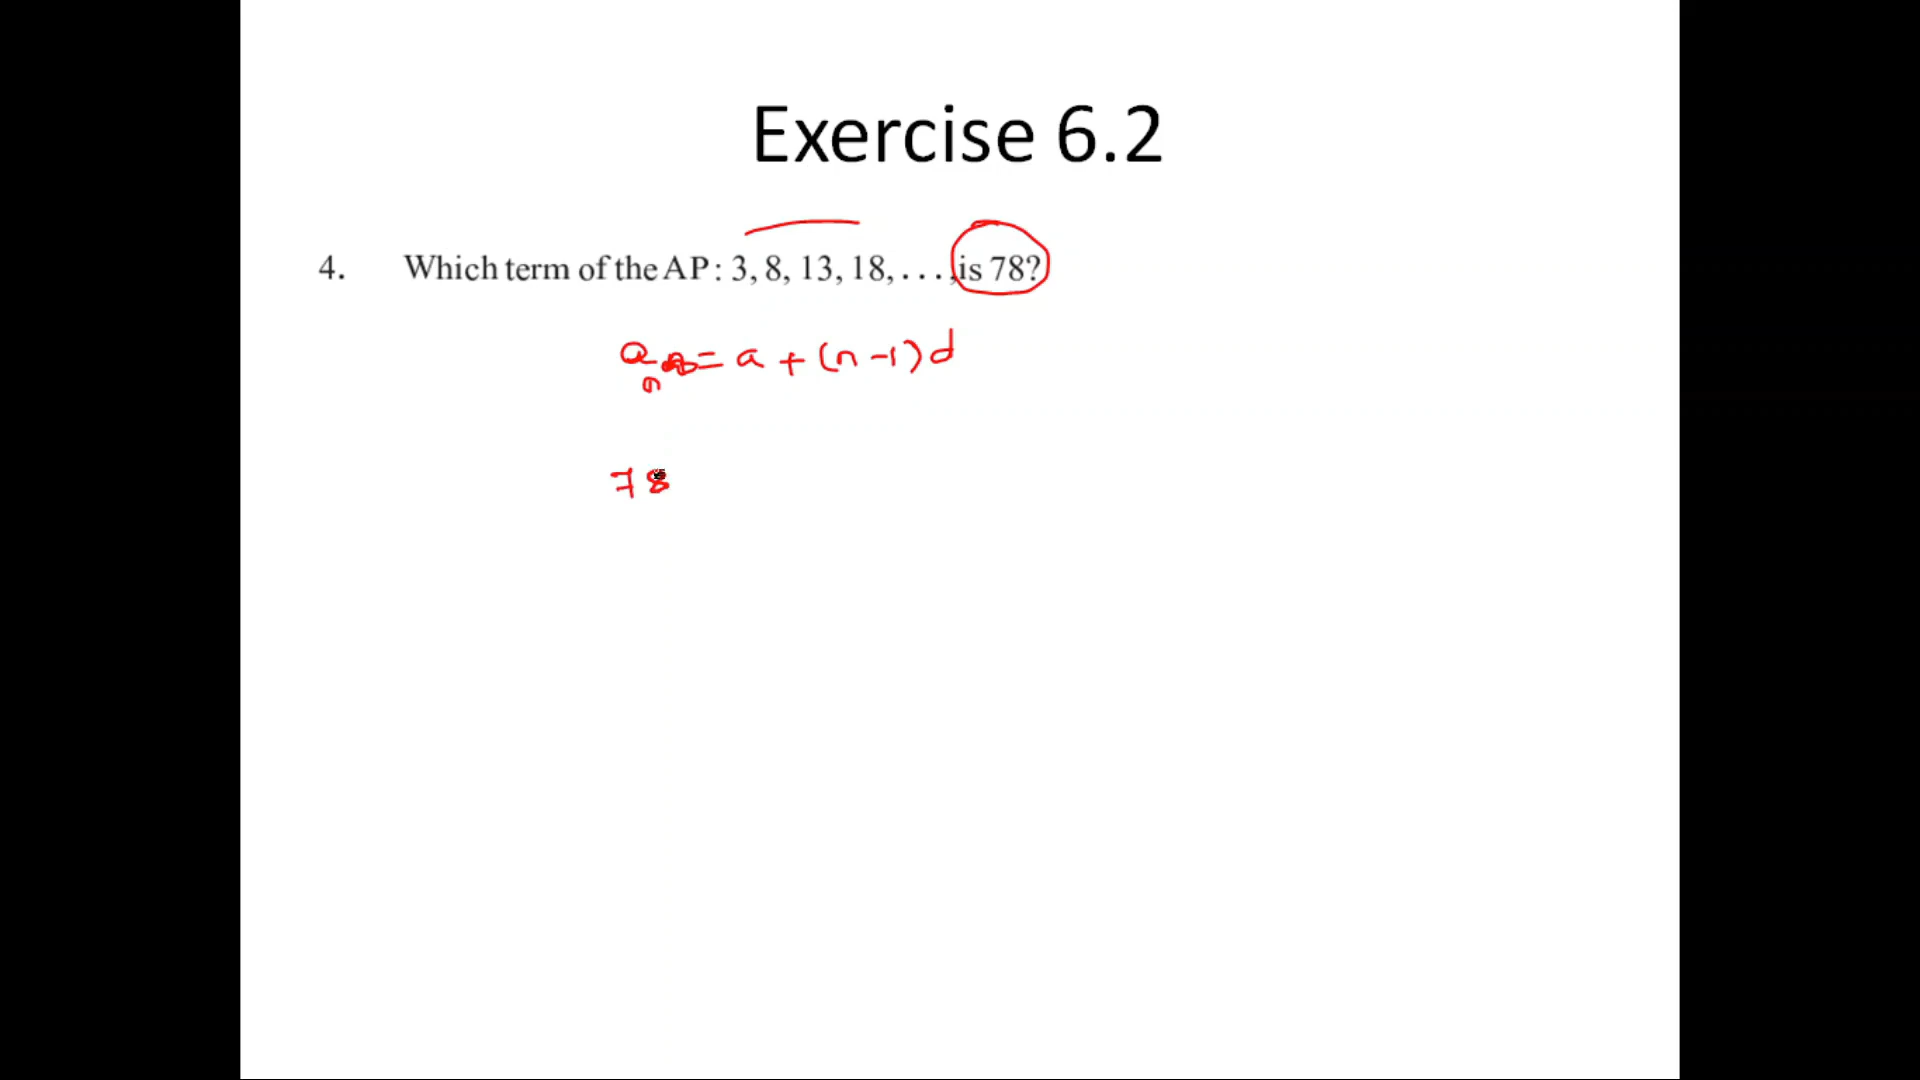 Exercise 6.2
4. Which term of the AP : 3, 8, 13, 18, . . . ,is 78?
aₙ = a + (n - 1) d
78